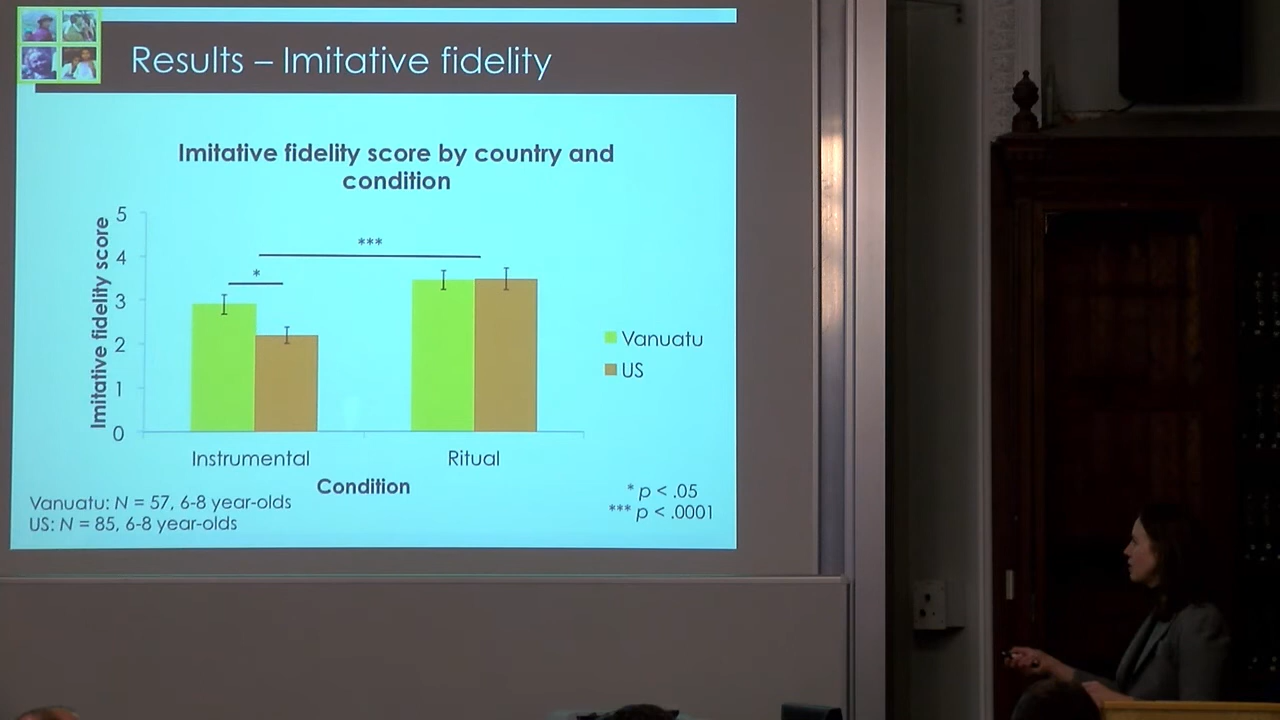 Results – Imitative fidelity
Imitative fidelity score by country and
condition
Imitative fidelity score
5
4
3
2
1
0
***
*
Vanuatu
US
Instrumental
Ritual
Condition
Vanuatu: N = 57, 6-8 year-olds
US: N = 85, 6-8 year-olds
* p < .05
*** p < .0001